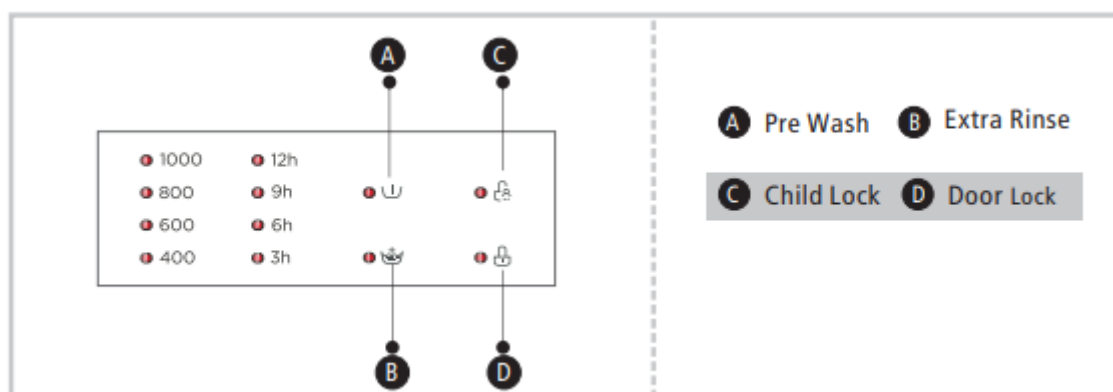 A C
1000 12h
800 9h
600 6h
400 3h
B D
A Pre Wash B Extra Rinse
C Child Lock D Door Lock